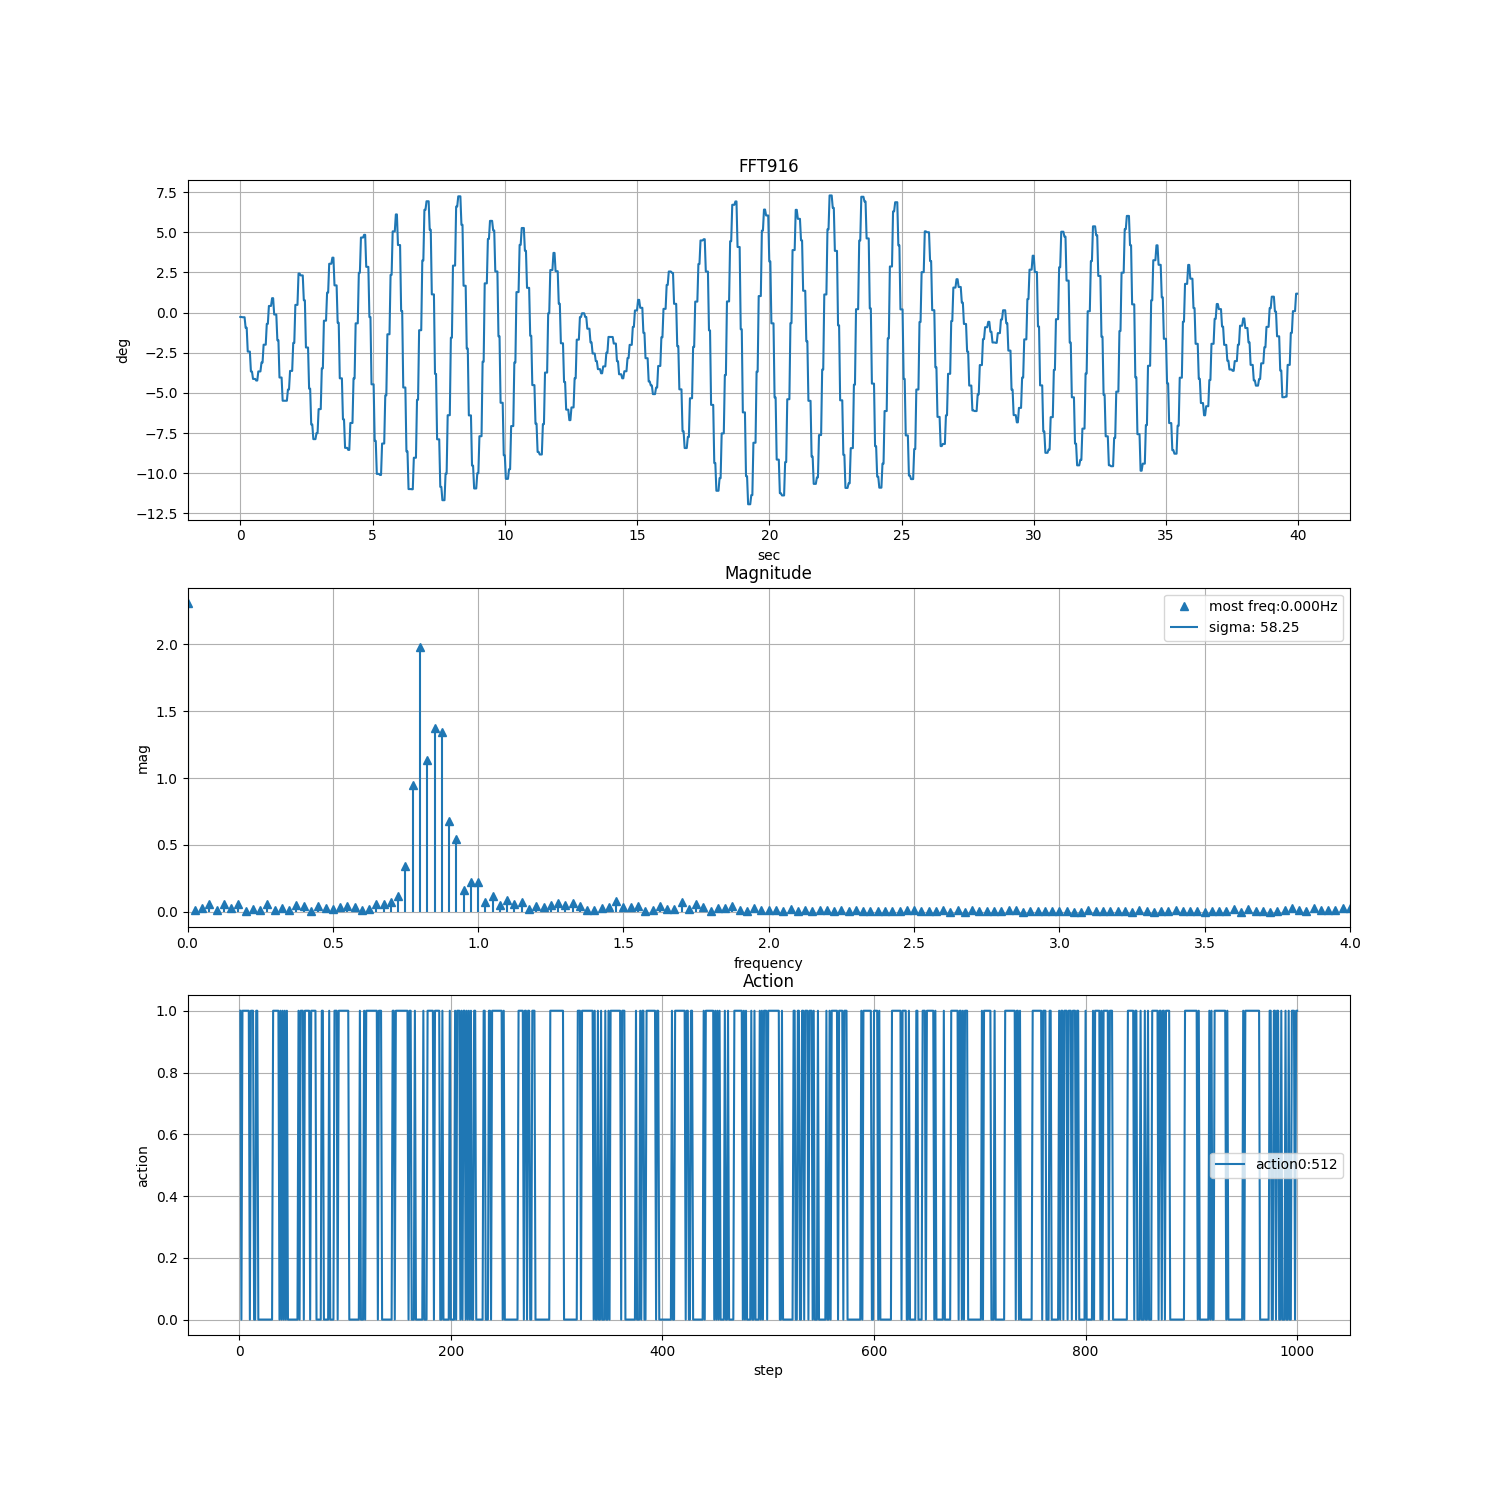 FFT916
7.5
5.0
2.5
0.0
−2.5
−5.0
−7.5
−10.0
−12.5
deg
0 5 10 15 20 25 30 35 40
sec
Magnitude
most freq:0.000Hz
sigma: 58.25
2.0
1.5
1.0
0.5
0.0
mag
0.0 0.5 1.0 1.5 2.0 2.5 3.0 3.5 4.0
frequency
Action
1.0
0.8
0.6
0.4
0.2
0.0
action
action0:512
0 200 400 600 800 1000
step